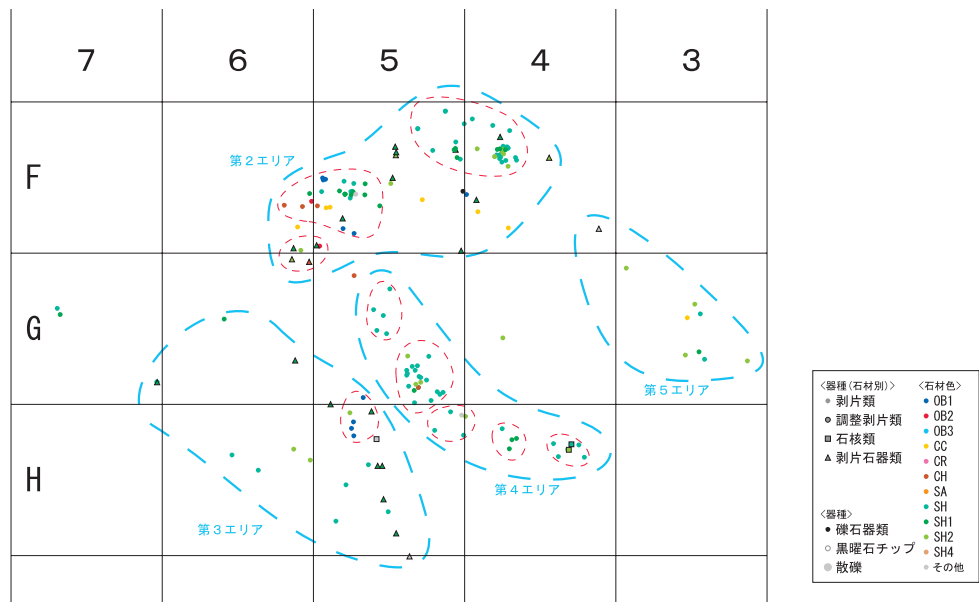 7 6 5 4 3
F
G
H
第2エリア
第5エリア
第4エリア
第3エリア
<器種(石材別)>
剥片類
調整剥片類
石核類
剥片石器類
<器種>
礫石器類
黒曜石チップ
散礫
<石材色>
OB1
OB2
OB3
CC
CR
CH
SA
SH
SH1
SH2
SH4
その他